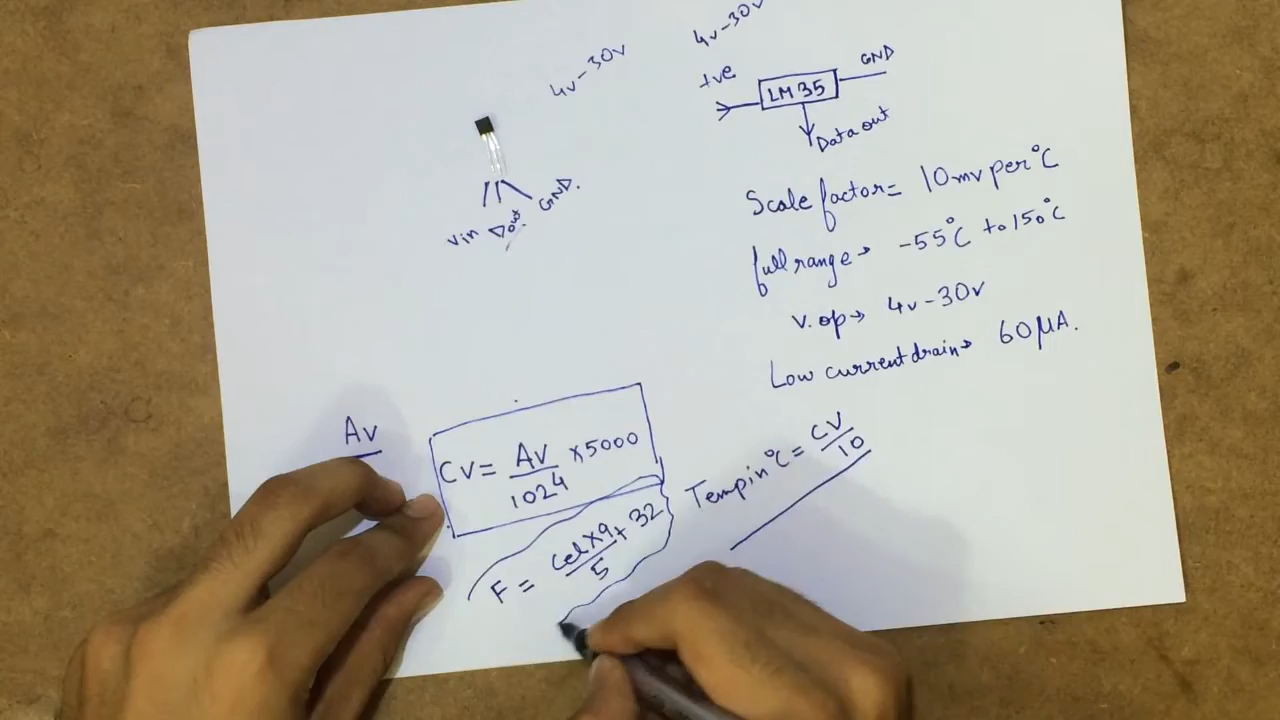 4v-30v
4v-30v
+ve
LM35
GND
Data out
Vin
Dout
GND.
Scale factor = 10mv per°C
full range → -55°C to 150°C
V.op → 4v-30v
Low current drain → 60μA.
Av
CV = Av/1024 ×5000
Temp in °C = CV/10
F = Cel×9/5 + 32